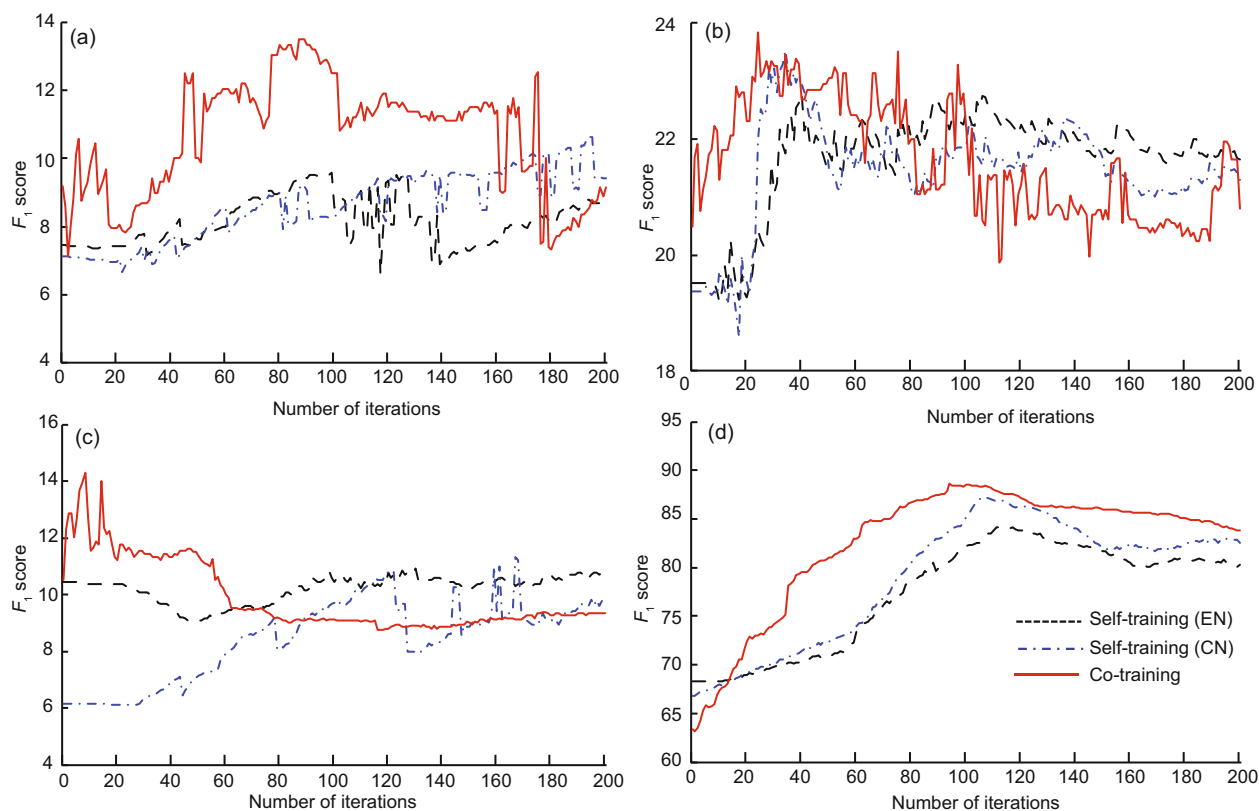 (a)
14
12
10
8
6
4
F1 score
0 20 40 60 80 100 120 140 160 180 200
Number of iterations
(b)
24
22
20
18
F1 score
0 20 40 60 80 100 120 140 160 180 200
Number of iterations
(c)
16
14
12
10
8
6
4
F1 score
0 20 40 60 80 100 120 140 160 180 200
Number of iterations
(d)
95
90
85
80
75
70
65
60
F1 score
0 20 40 60 80 100 120 140 160 180 200
Number of iterations
Self-training (EN)
Self-training (CN)
Co-training